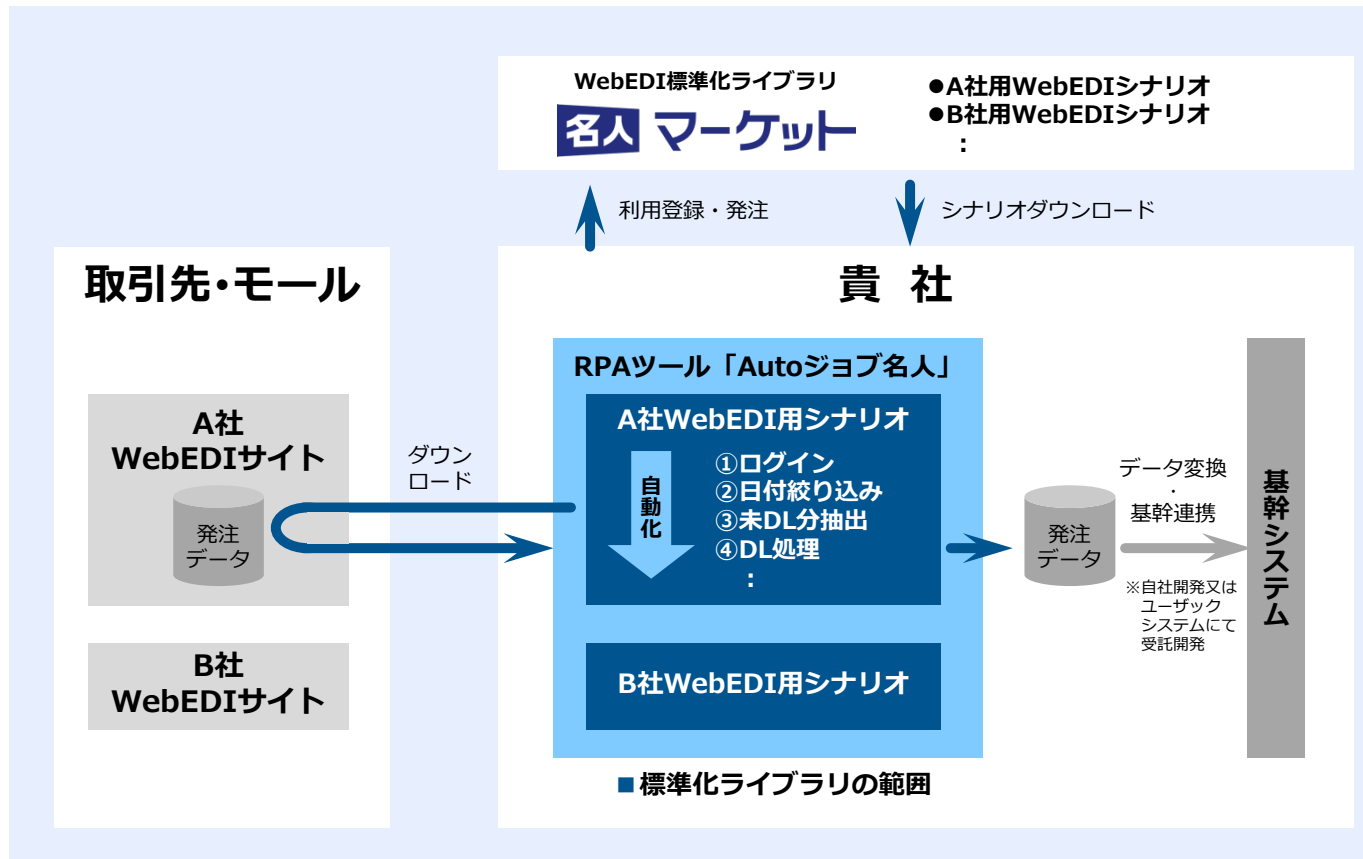 WebEDI標準化ライブラリ
名人 マーケット
●A社用WebEDIシナリオ
●B社用WebEDIシナリオ
：
利用登録・発注
シナリオダウンロード
取引先・モール
A社
WebEDIサイト
発注
データ
B社
WebEDIサイト
ダウン
ロード
貴 社
RPAツール「Autoジョブ名人」
A社WebEDI用シナリオ
自動化
①ログイン
②日付絞り込み
③未DL分抽出
④DL処理
：
B社WebEDI用シナリオ
■標準化ライブラリの範囲
発注
データ
データ変換
・
基幹連携
※自社開発又は
ユーザック
システムにて
受託開発
基幹システム